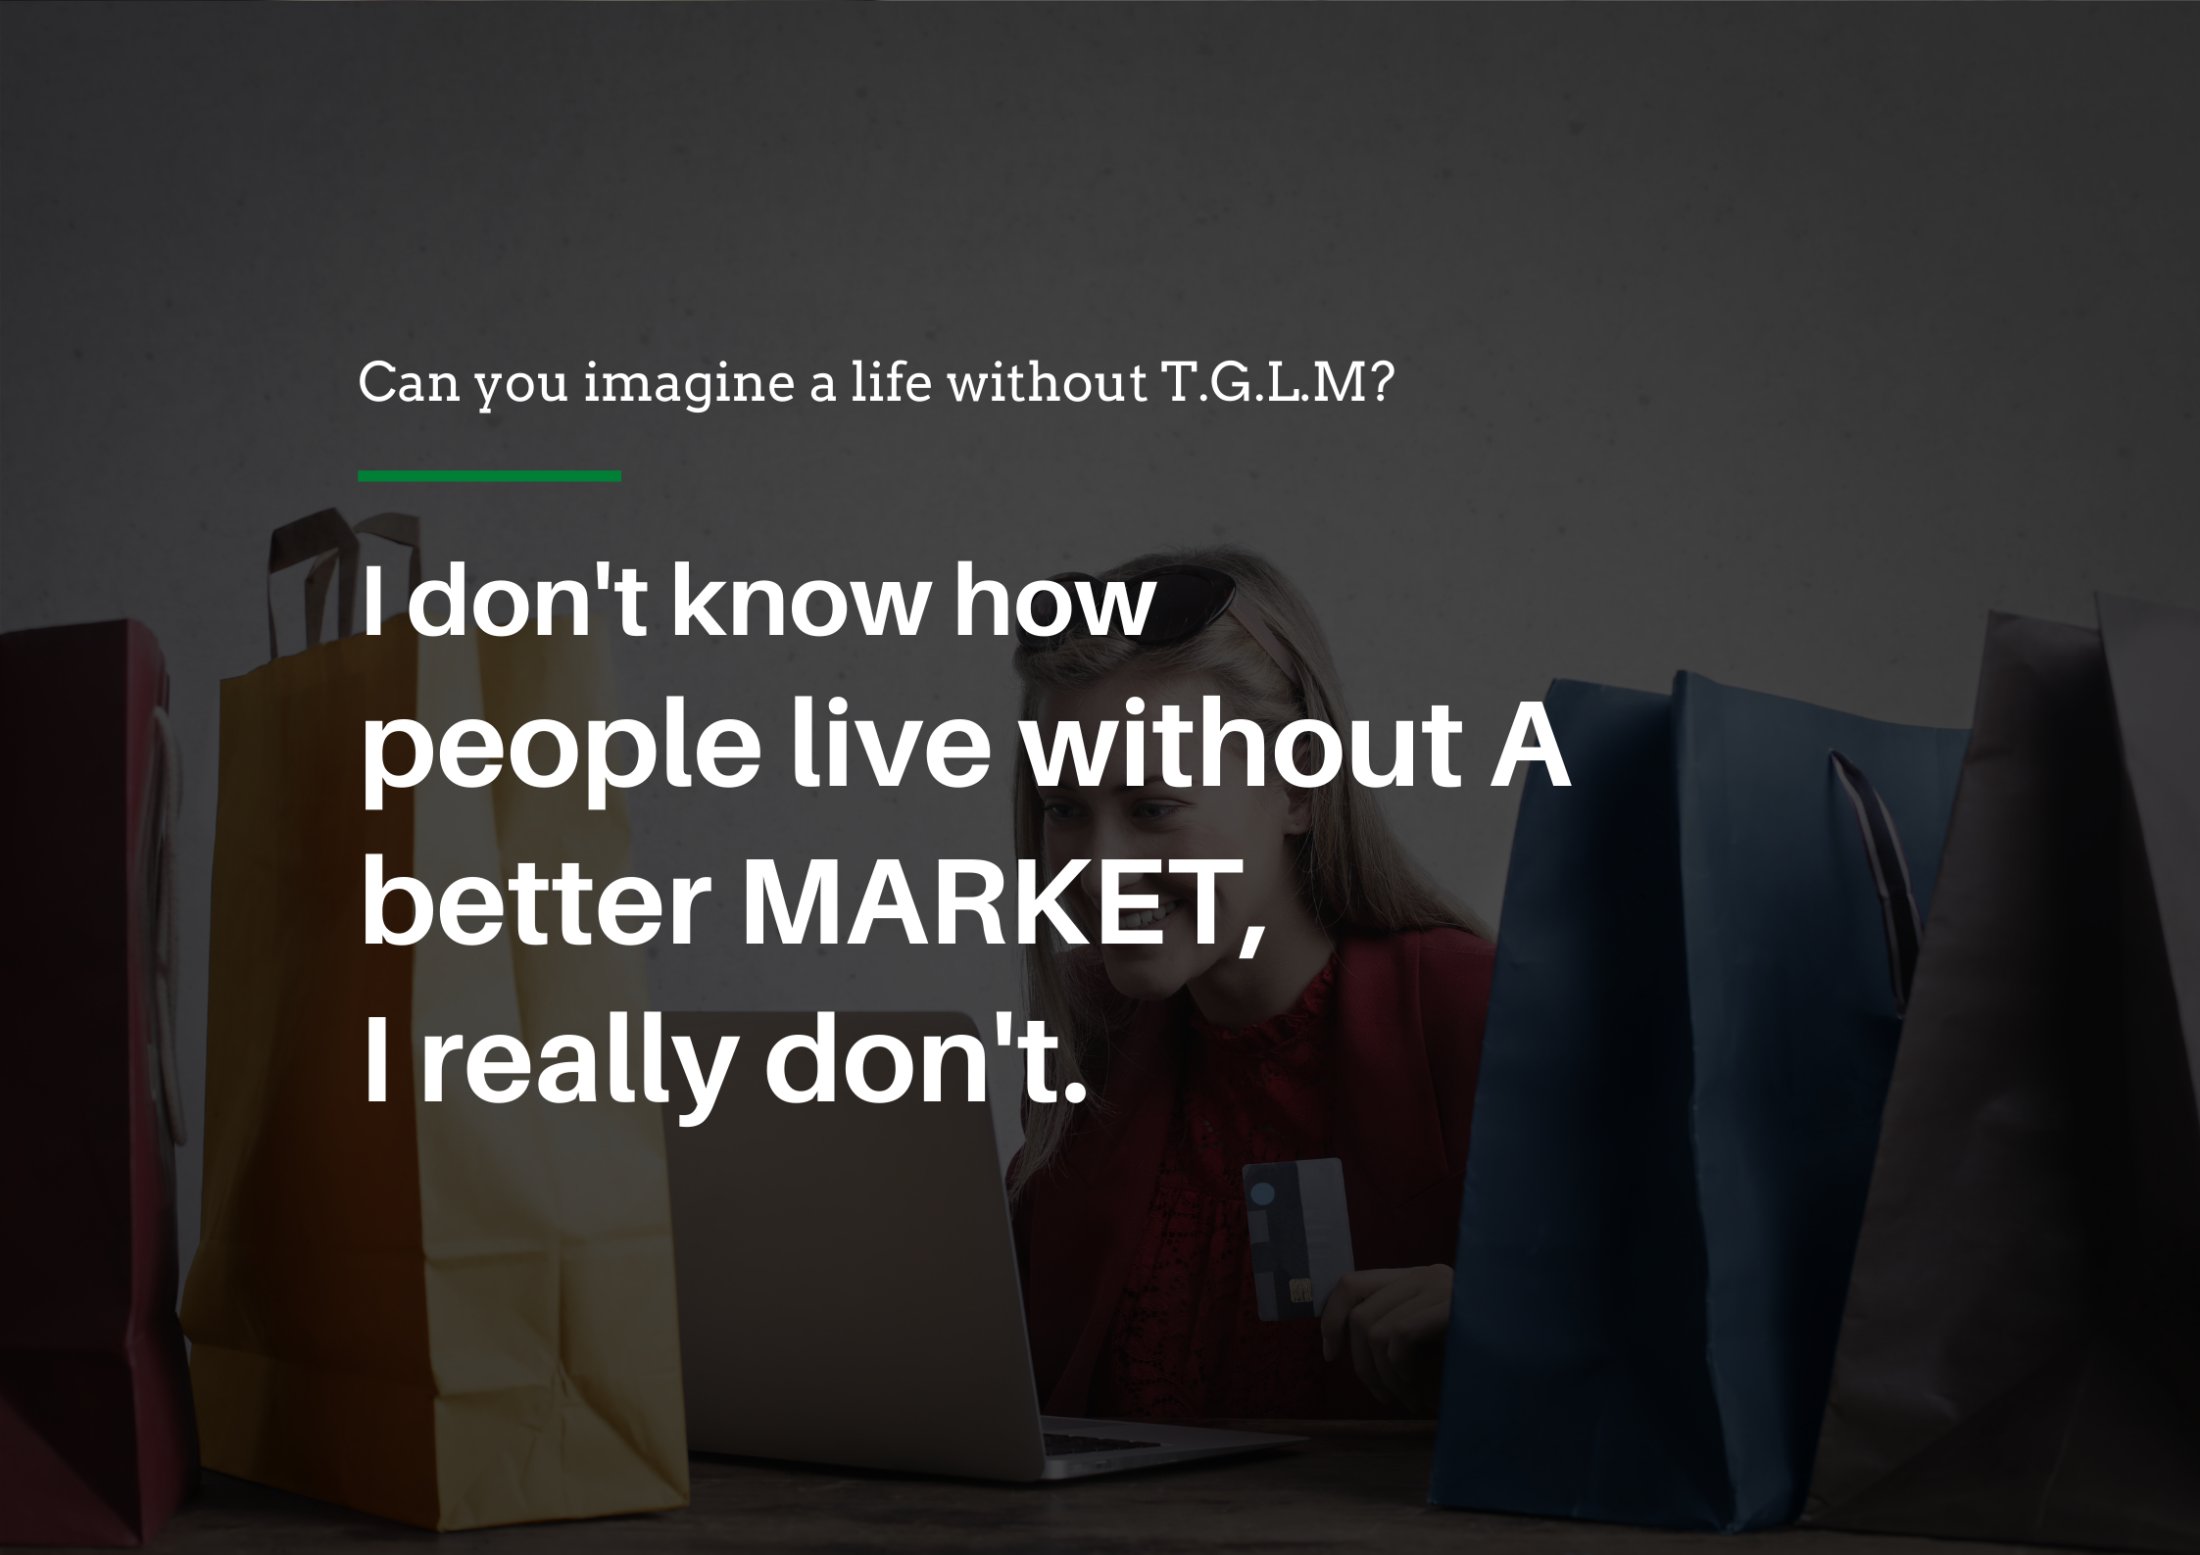 Can you imagine a life without T.G.L.M?
I don't know how
people live without A
better MARKET,
I really don't.